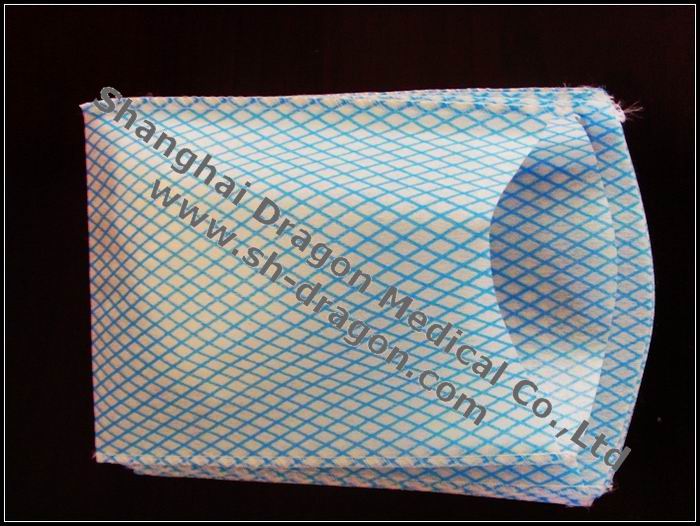 Shanghai Dragon Medical Co.,Ltd
www.sh-dragon.com